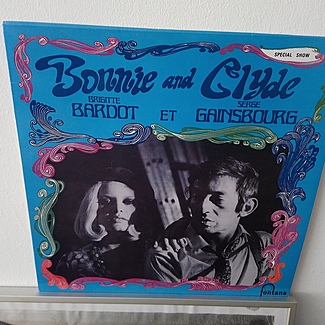 SPECIAL SHOW
Bonnie and Clyde
BRIGITTE SERGE
BARDOT ET GAINSBOURG
Fontana